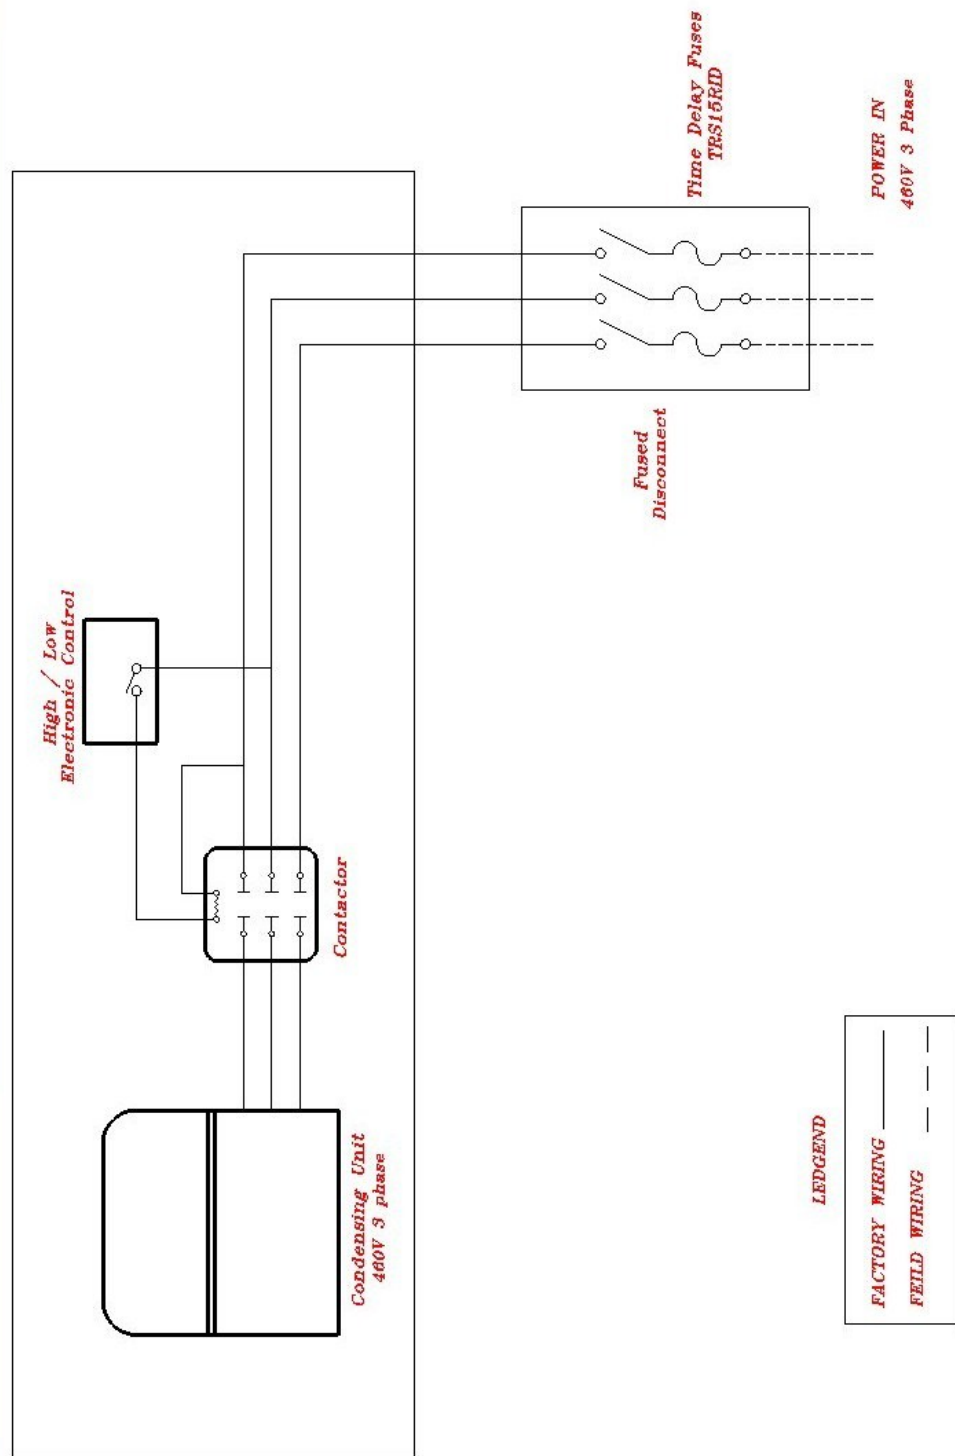 High / Low
Electronic Control
Contactor
Condensing Unit
460V 3 phase
Fused
Disconnect
Time Delay Fuses
TRS15RID
LEDGEND
FACTORY WIRING
FEILD WIRING
POWER IN
460V 3 Phase